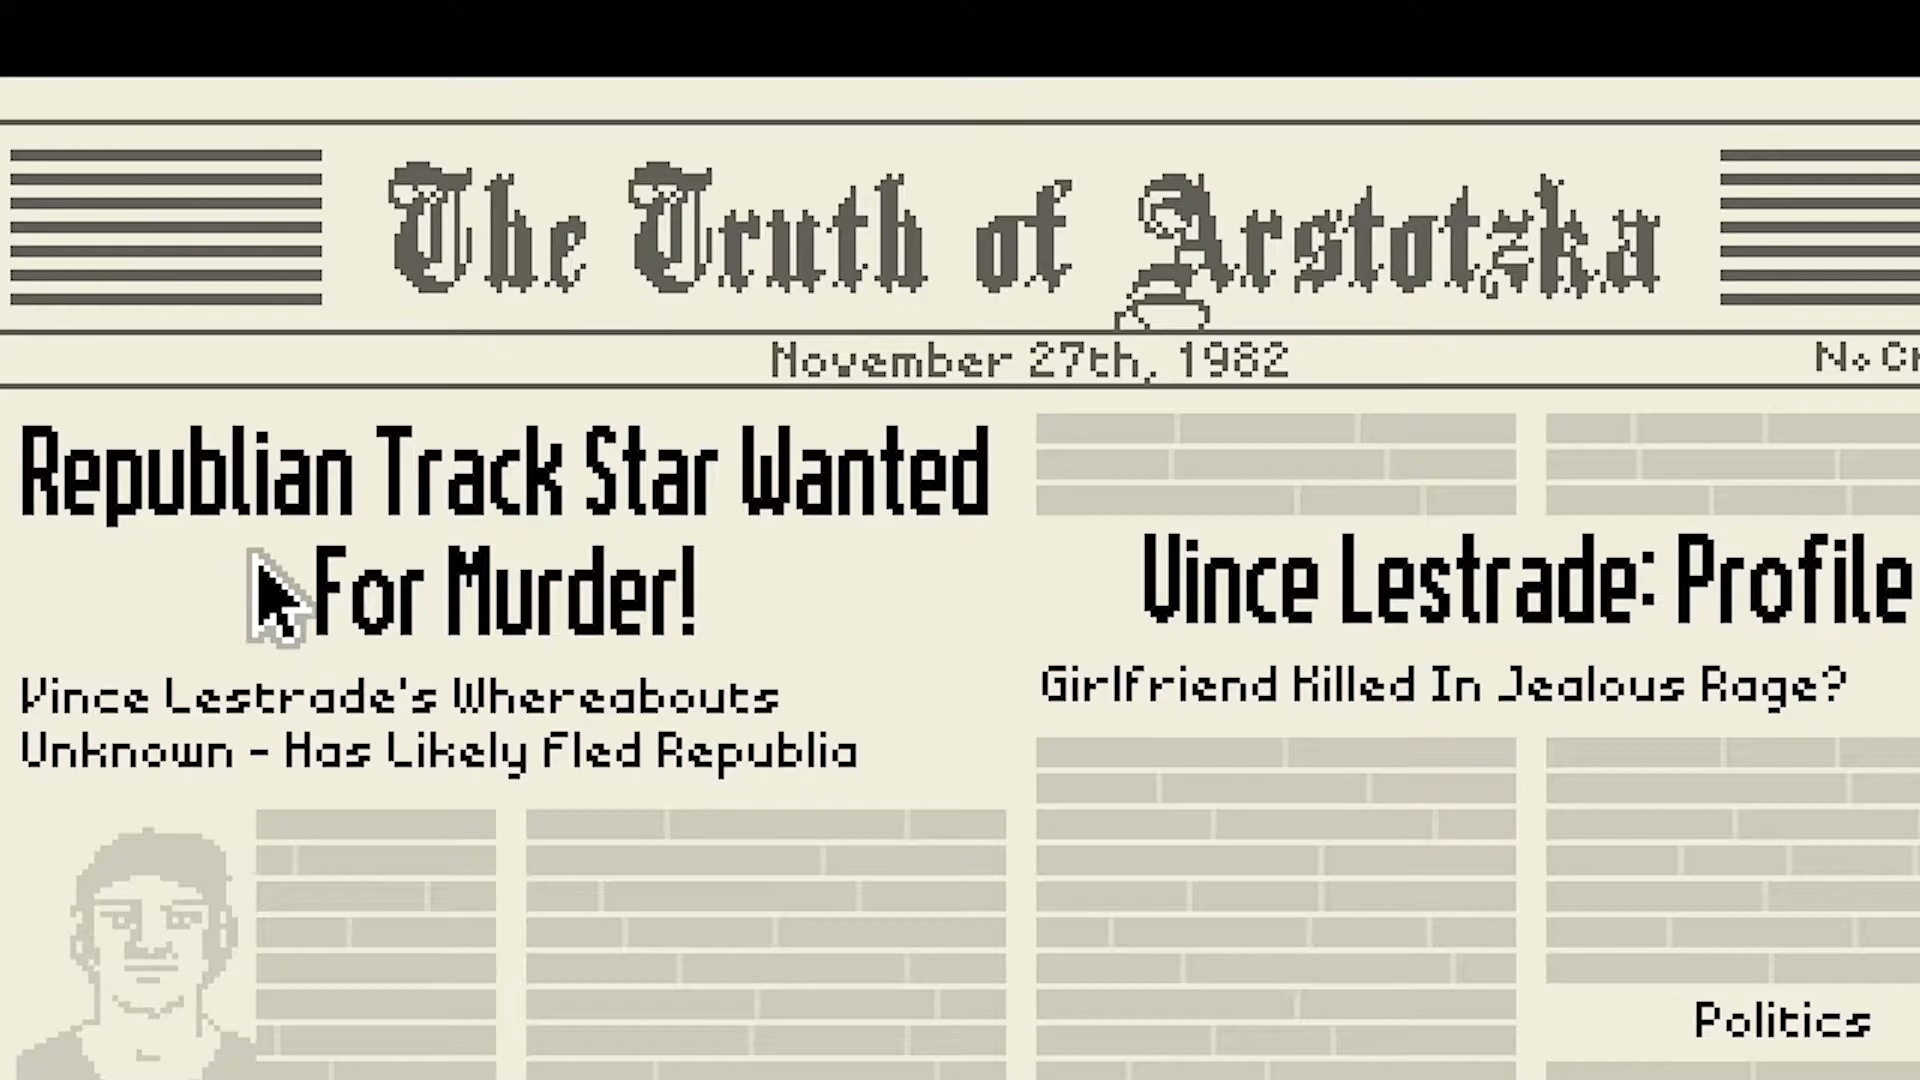 The Truth of Arstotzka
November 27th, 1982
Republian Track Star Wanted
For Murder!
Vince Lestrade's Whereabouts
Unknown - Has Likely Fled Republia
Vince Lestrade: Profile
Girlfriend Killed In Jealous Rage?
Politics